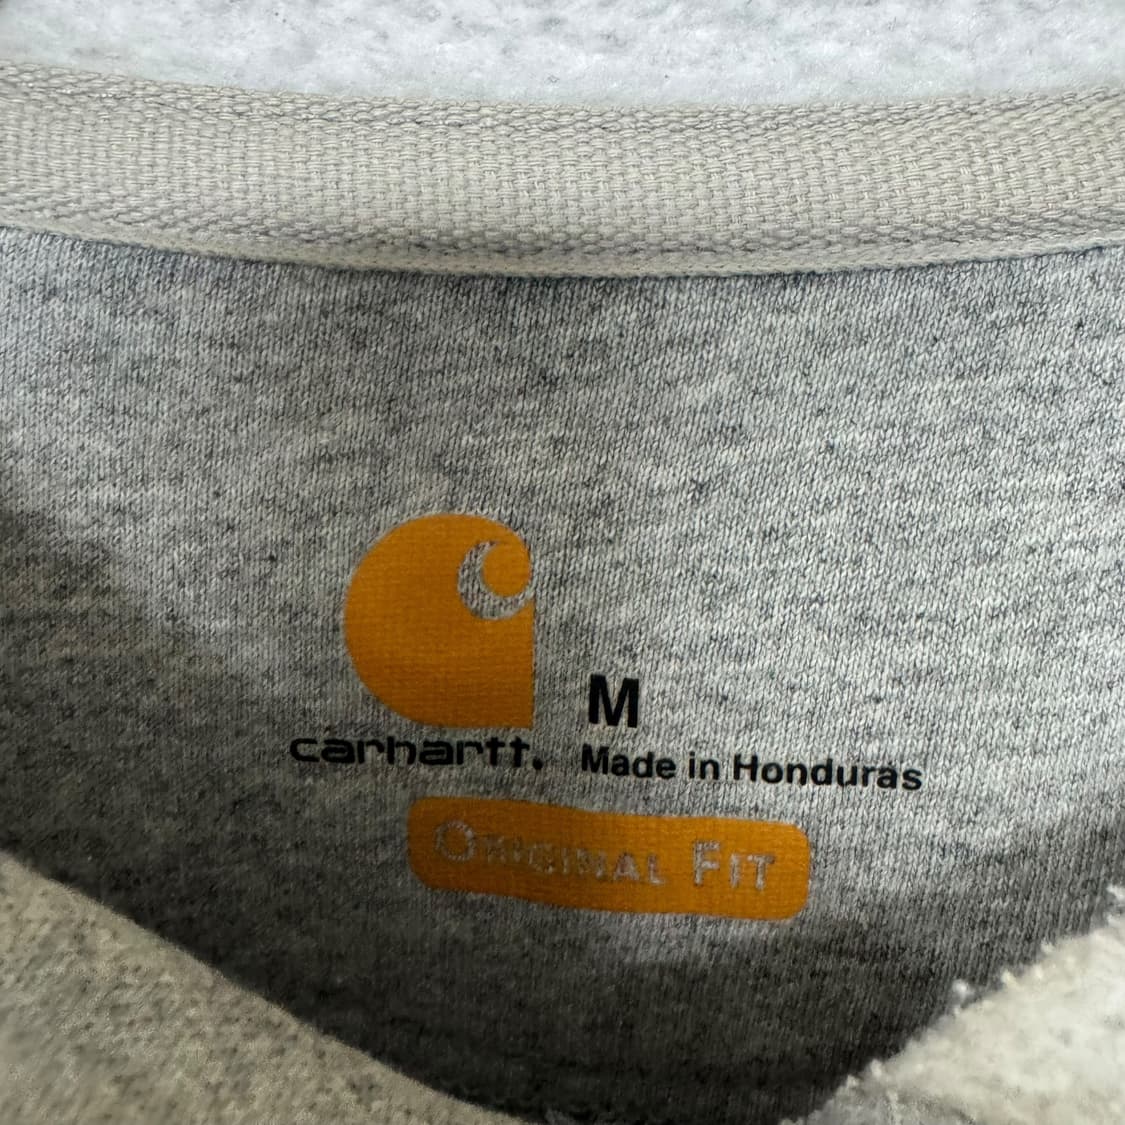 M
carhartt.
Made in Honduras
ORIGINAL FIT